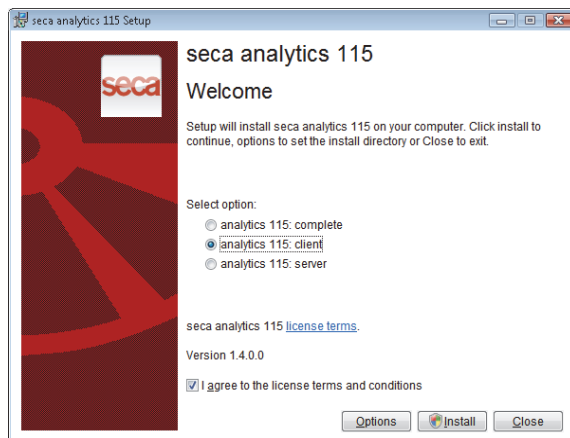 seca analytics 115 Setup
seca
seca analytics 115
Welcome
Setup will install seca analytics 115 on your computer. Click install to
continue, options to set the install directory or Close to exit.
Select option:
analytics 115: complete
analytics 115: client
analytics 115: server
seca analytics 115 license terms.
Version 1.4.0.0
I agree to the license terms and conditions
Options Install Close